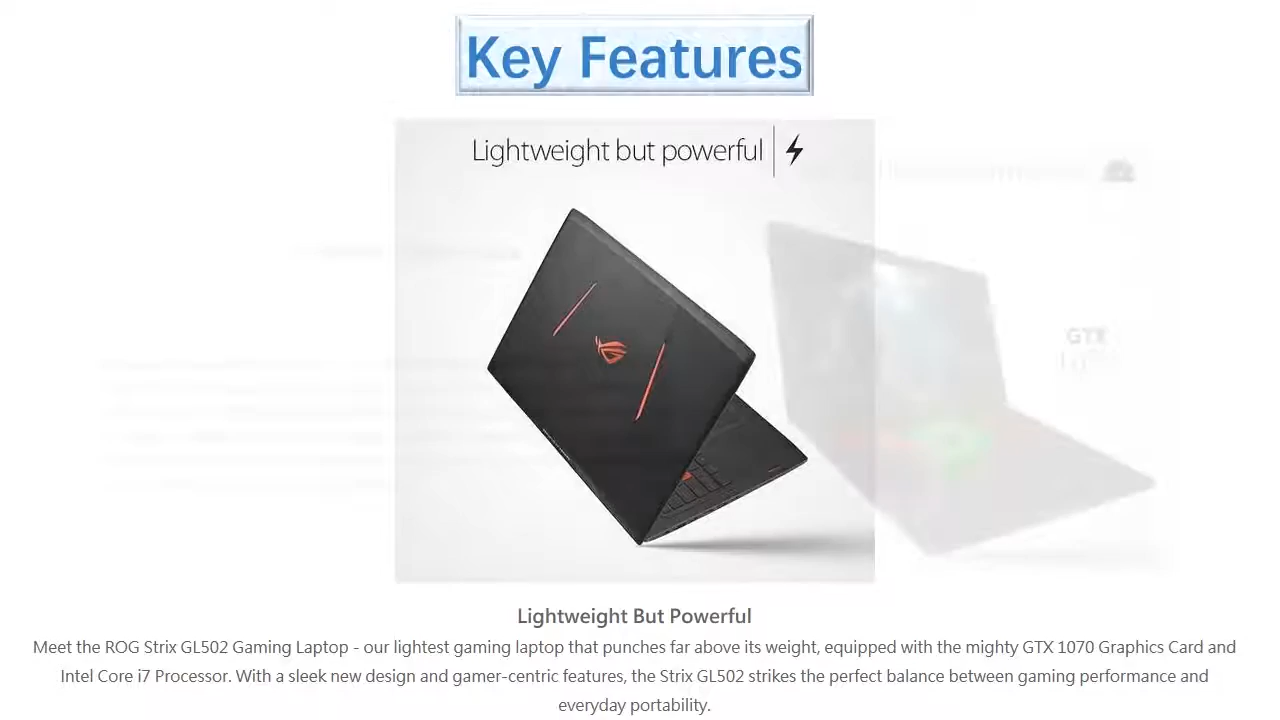 Key Features
Lightweight but powerful
GTX
Lightweight But Powerful
Meet the ROG Strix GL502 Gaming Laptop - our lightest gaming laptop that punches far above its weight, equipped with the mighty GTX 1070 Graphics Card and
Intel Core i7 Processor. With a sleek new design and gamer-centric features, the Strix GL502 strikes the perfect balance between gaming performance and
everyday portability.